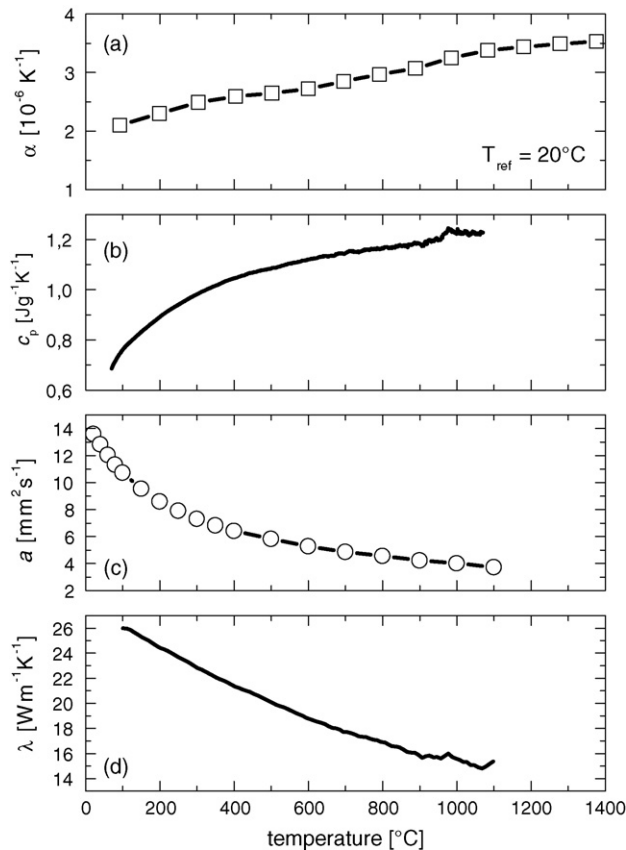 (a)
α [10⁻⁶ K⁻¹]
4
3
2
1
T_ref = 20°C
(b)
c_p [Jg⁻¹K⁻¹]
1,2
1,0
0,8
0,6
(c)
a [mm²s⁻¹]
14
12
10
8
6
4
2
(d)
λ [Wm⁻¹K⁻¹]
26
24
22
20
18
16
14
0 200 400 600 800 1000 1200 1400
temperature [°C]